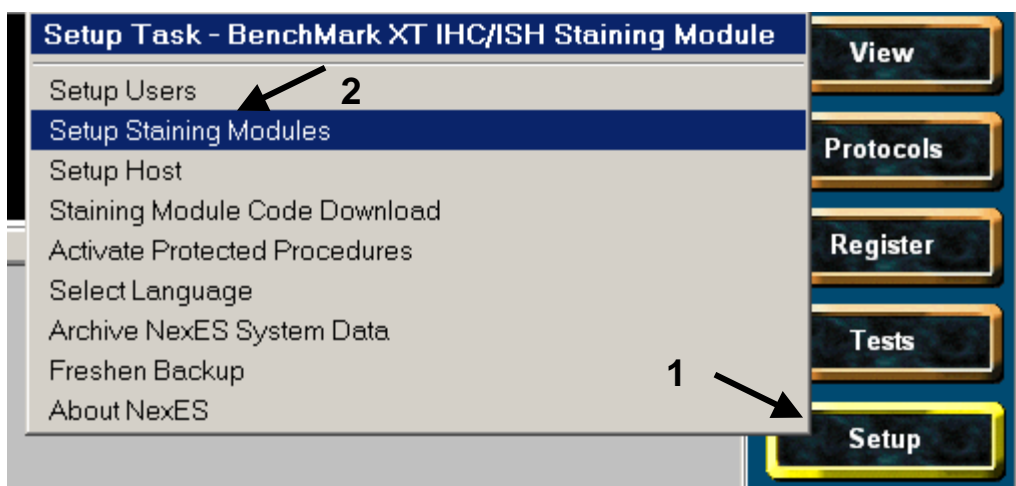 Setup Task - BenchMark XT IHC/ISH Staining Module
Setup Users
2
Setup Staining Modules
Setup Host
Staining Module Code Download
Activate Protected Procedures
Select Language
Archive NexES System Data
Freshen Backup
1
About NexES
View
Protocols
Register
Tests
Setup